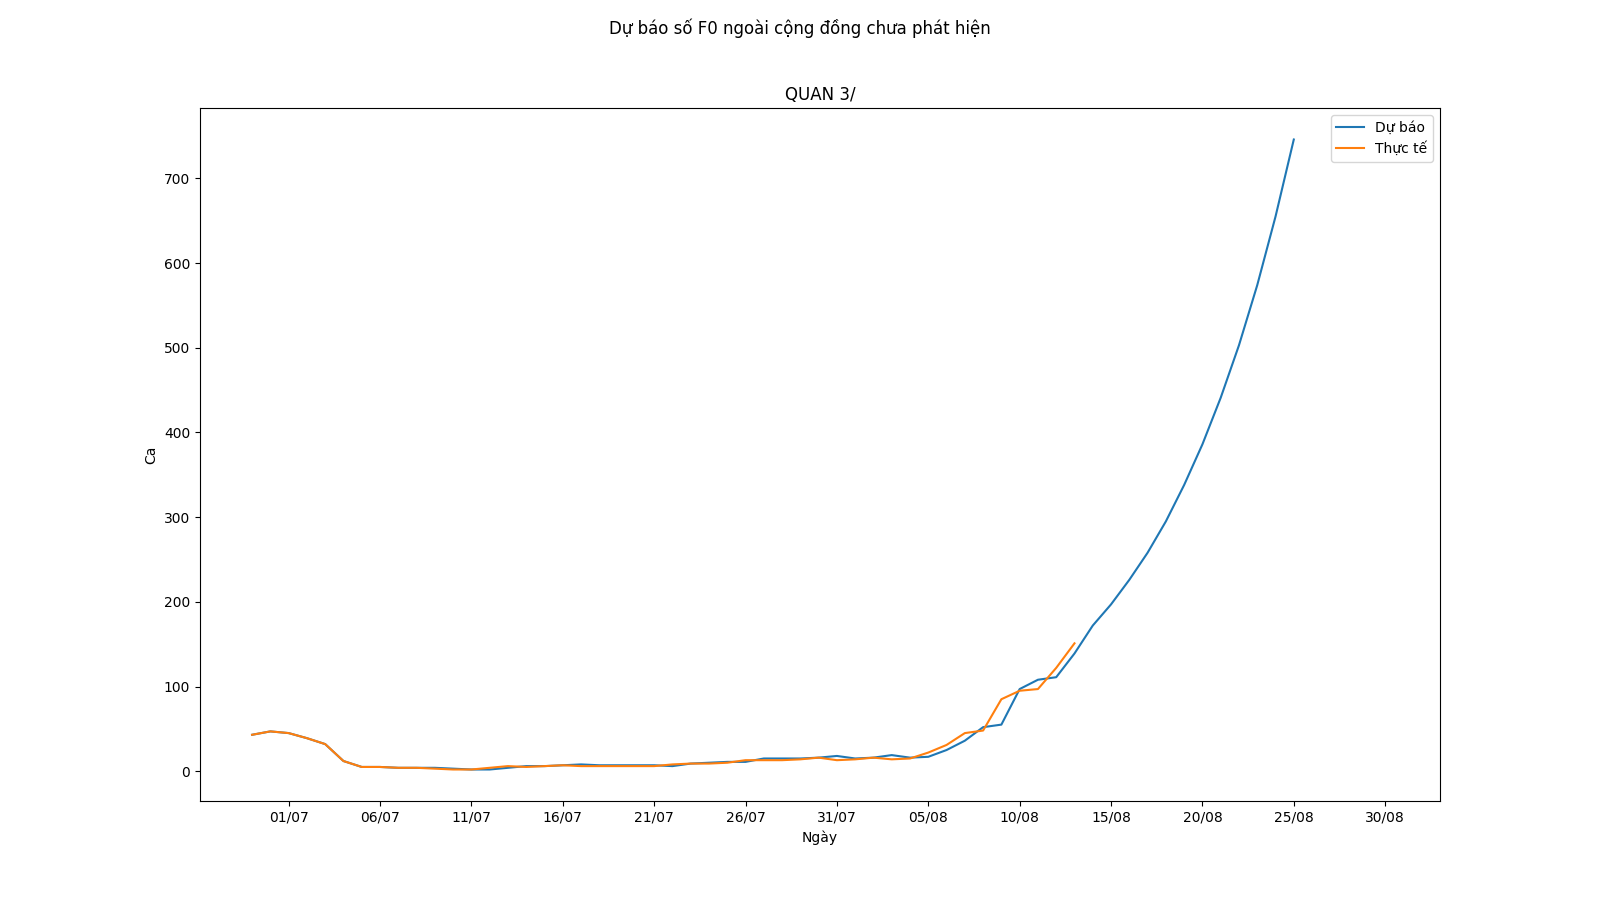 Dự báo số F0 ngoài cộng đồng chưa phát hiện
QUAN 3/
Dự báo
Thực tế
700
600
500
400
300
200
100
0
Ca
01/07 06/07 11/07 16/07 21/07 26/07 31/07 05/08 10/08 15/08 20/08 25/08 30/08
Ngày